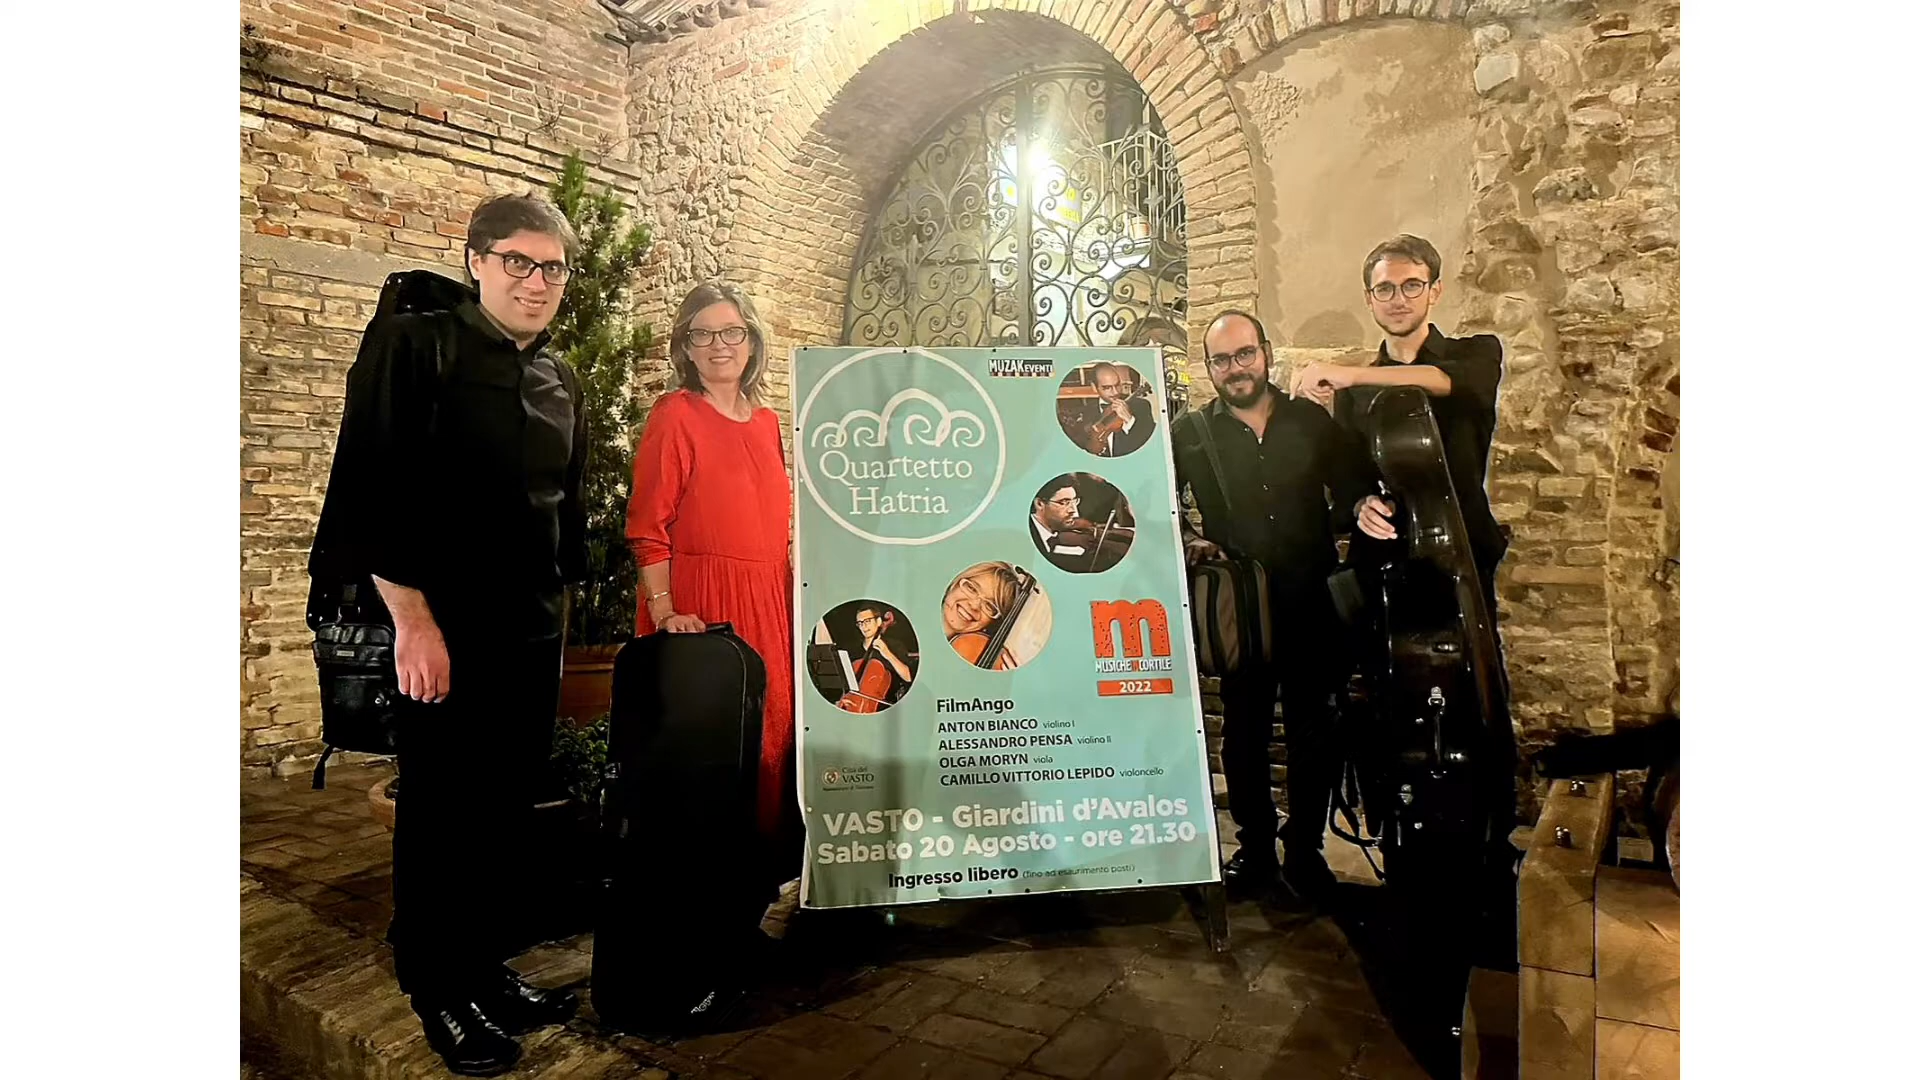 MUZAK EVENTI
Quartetto
Hatria
m
MUSICHE IN CORTILE
2022
FilmAngo
ANTON BIANCO violino I
ALESSANDRO PENSA violino II
OLGA MORYN viola
CAMILLO VITTORIO LEPIDO violoncello
Città del
VASTO
VASTO - Giardini d'Avalos
Sabato 20 Agosto - ore 21.30
Ingresso libero (fino ad esaurimento posti)